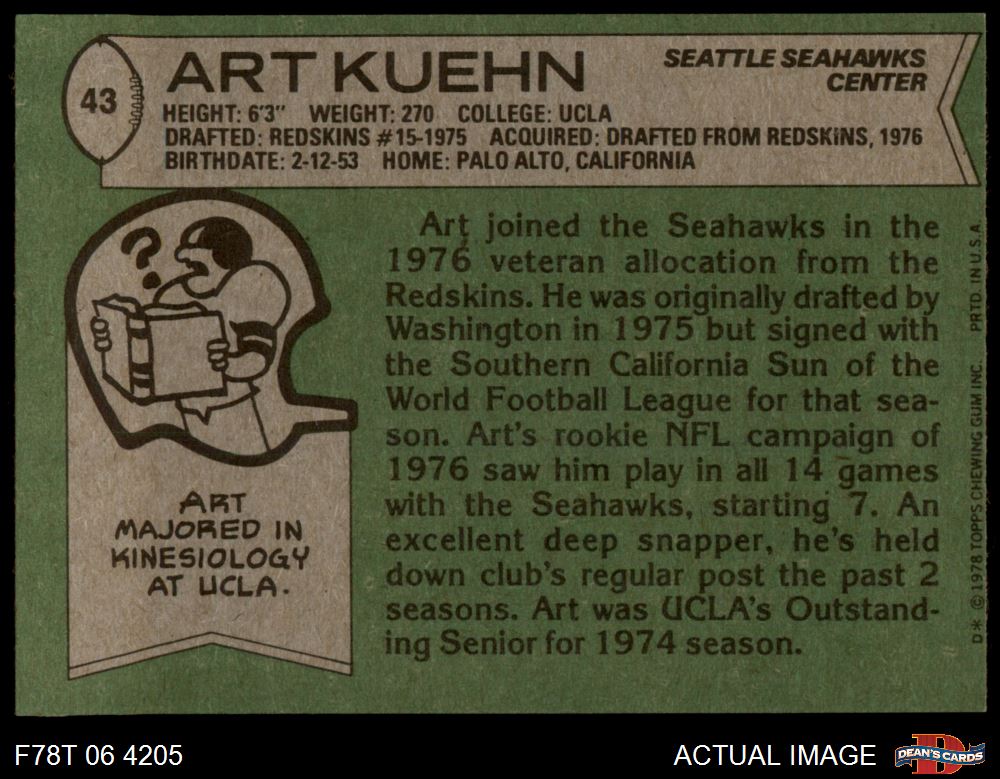 43
ART KUEHN
SEATTLE SEAHAWKS
CENTER
HEIGHT: 6'3" WEIGHT: 270 COLLEGE: UCLA
DRAFTED: REDSKINS #15-1975 ACQUIRED: DRAFTED FROM REDSKINS, 1976
BIRTHDATE: 2-12-53 HOME: PALO ALTO, CALIFORNIA
?
ART
MAJORED IN
KINESIOLOGY
AT UCLA.
Art joined the Seahawks in the
1976 veteran allocation from the
Redskins. He was originally drafted by
Washington in 1975 but signed with
the Southern California Sun of the
World Football League for that sea-
son. Art's rookie NFL campaign of
1976 saw him play in all 14 games
with the Seahawks, starting 7. An
excellent deep snapper, he's held
down club's regular post the past 2
seasons. Art was UCLA's Outstand-
ing Senior for 1974 season.
D* © 1978 TOPPS CHEWING GUM INC. PRTD. IN U.S.A.
F78T 06 4205
ACTUAL IMAGE
D
DEAN'S CARDS